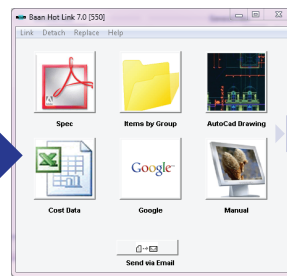 Baan Hot Link 7.0 [550]
Link Detach Replace Help
Spec Items by Group AutoCad Drawing
Google
Cost Data Google Manual
Send via Email